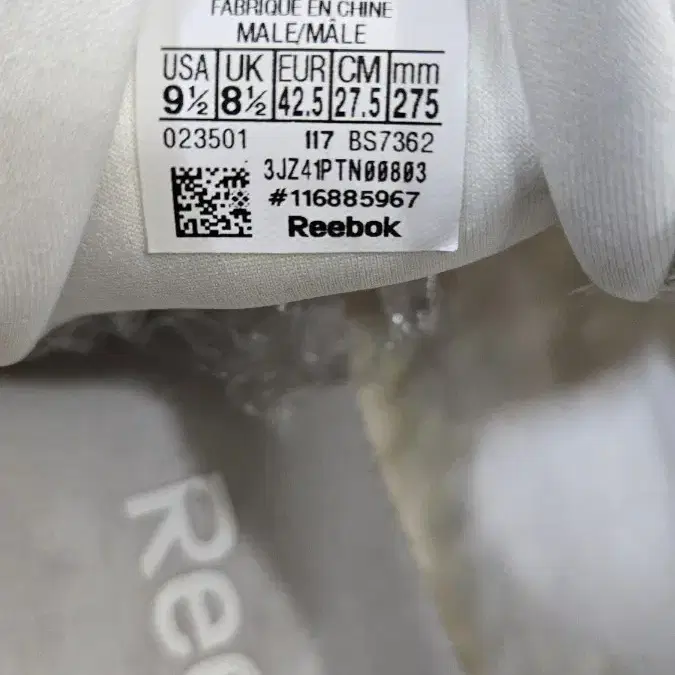 FABRIQUÉ EN CHINE
MALE/MÂLE
USA UK EUR CM mm
9½ 8½ 42.5 27.5 275
023501 117 BS7362
3JZ41PTN00803
#116885967
Reebok
Ree